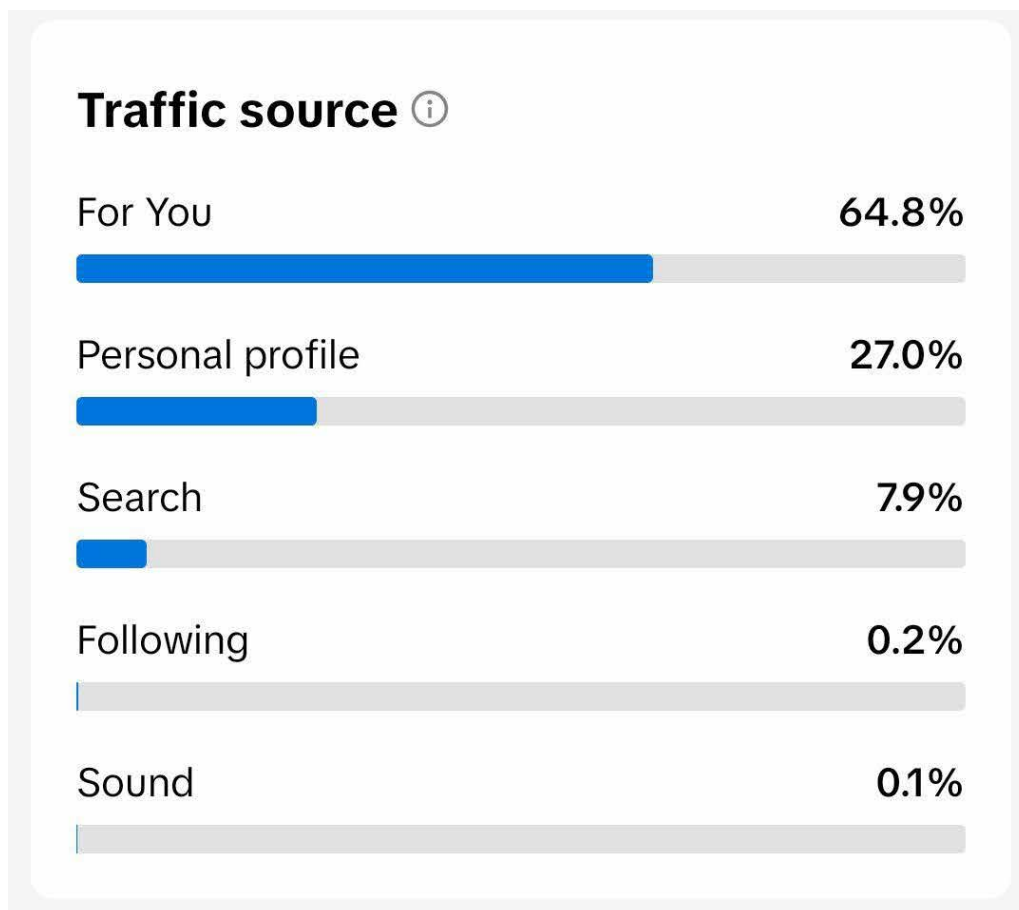 Traffic source
For You 64.8%
Personal profile 27.0%
Search 7.9%
Following 0.2%
Sound 0.1%